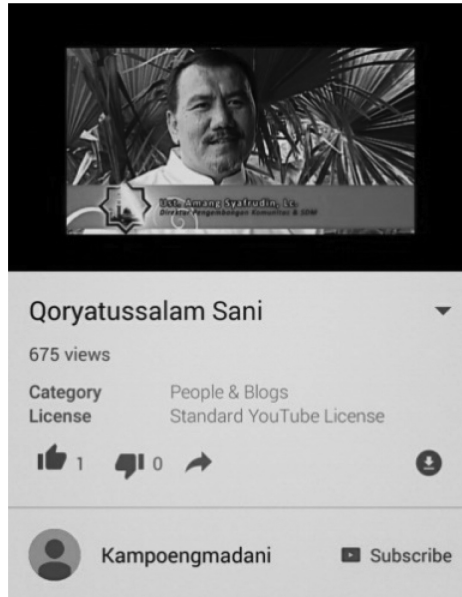 Ust. Amang Syafrudin, Lc.
Direktur Pengembangan Komunitas & SDM
Qoryatussalam Sani
675 views
Category People & Blogs
License Standard YouTube License
1 0
Kampoengmadani Subscribe